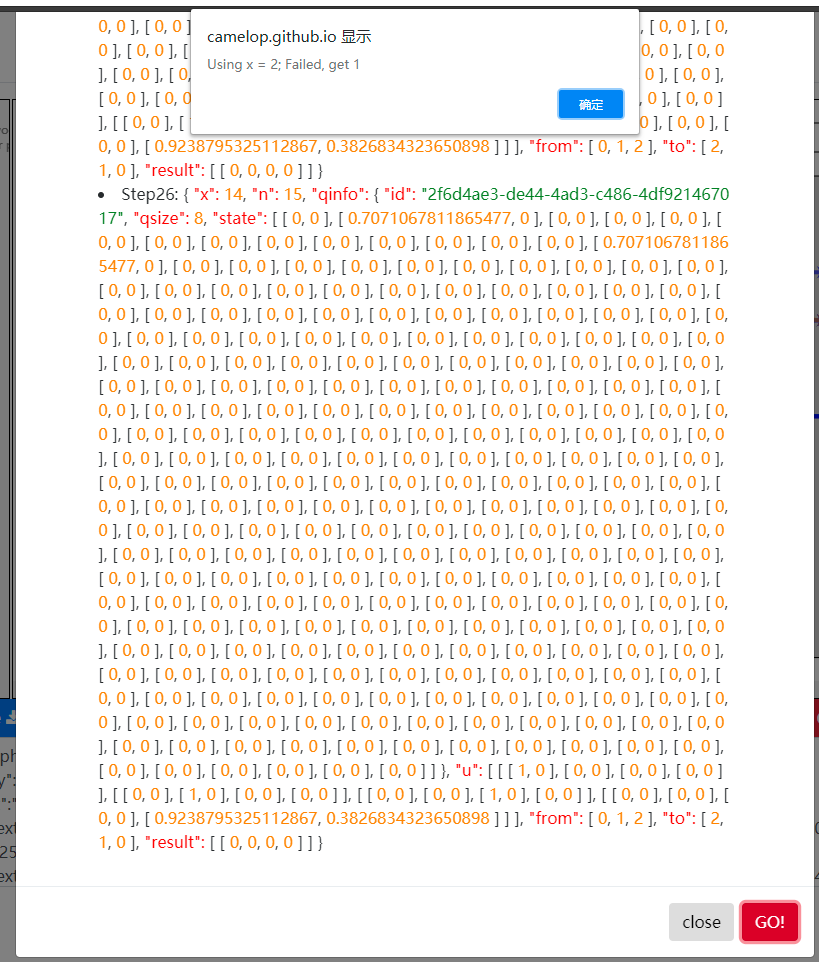 0, 0 ], [ 0, 0 ], [ 0, 0 ], [ 0,
camelop.github.io 显示
Using x = 2; Failed, get 1
确定
0 ], [ 0, 0 ], [ 0, 0 ], [ 0, 0
], [ 0, 0 ], [ 0, 0 ], [ 0, 0 ],
[ 0, 0 ], [ 0, 0 ], [ 0, 0 ]
], [ [ 0, 0 ], [ 0, 0 ], [ 0, 0 ], [
0, 0 ], [ 0.9238795325112867, 0.3826834323650898 ] ] ], "from": [ 0, 1, 2 ], "to": [ 2,
1, 0 ], "result": [ [ 0, 0, 0, 0 ] ] }
• Step26: { "x": 14, "n": 15, "qinfo": { "id": "2f6d4ae3-de44-4ad3-c486-4df9214670
17", "qsize": 8, "state": [ [ 0, 0 ], [ 0.7071067811865477, 0 ], [ 0, 0 ], [ 0, 0 ], [ 0, 0 ], [
0, 0 ], [ 0, 0 ], [ 0, 0 ], [ 0, 0 ], [ 0, 0 ], [ 0, 0 ], [ 0, 0 ], [ 0, 0 ], [ 0, 0 ], [ 0.707106781186
5477, 0 ], [ 0, 0 ], [ 0, 0 ], [ 0, 0 ], [ 0, 0 ], [ 0, 0 ], [ 0, 0 ], [ 0, 0 ], [ 0, 0 ], [ 0, 0 ], [ 0, 0 ],
[ 0, 0 ], [ 0, 0 ], [ 0, 0 ], [ 0, 0 ], [ 0, 0 ], [ 0, 0 ], [ 0, 0 ], [ 0, 0 ], [ 0, 0 ], [ 0, 0 ], [ 0, 0 ], [
0, 0 ], [ 0, 0 ], [ 0, 0 ], [ 0, 0 ], [ 0, 0 ], [ 0, 0 ], [ 0, 0 ], [ 0, 0 ], [ 0, 0 ], [ 0, 0 ], [ 0, 0 ], [ 0,
0 ], [ 0, 0 ], [ 0, 0 ], [ 0, 0 ], [ 0, 0 ], [ 0, 0 ], [ 0, 0 ], [ 0, 0 ], [ 0, 0 ], [ 0, 0 ], [ 0, 0 ], [ 0, 0
], [ 0, 0 ], [ 0, 0 ], [ 0, 0 ], [ 0, 0 ], [ 0, 0 ], [ 0, 0 ], [ 0, 0 ], [ 0, 0 ], [ 0, 0 ], [ 0, 0 ], [ 0, 0 ],
[ 0, 0 ], [ 0, 0 ], [ 0, 0 ], [ 0, 0 ], [ 0, 0 ], [ 0, 0 ], [ 0, 0 ], [ 0, 0 ], [ 0, 0 ], [ 0, 0 ], [ 0, 0 ], [
0, 0 ], [ 0, 0 ], [ 0, 0 ], [ 0, 0 ], [ 0, 0 ], [ 0, 0 ], [ 0, 0 ], [ 0, 0 ], [ 0, 0 ], [ 0, 0 ], [ 0, 0 ], [ 0,
0 ], [ 0, 0 ], [ 0, 0 ], [ 0, 0 ], [ 0, 0 ], [ 0, 0 ], [ 0, 0 ], [ 0, 0 ], [ 0, 0 ], [ 0, 0 ], [ 0, 0 ], [ 0, 0
], [ 0, 0 ], [ 0, 0 ], [ 0, 0 ], [ 0, 0 ], [ 0, 0 ], [ 0, 0 ], [ 0, 0 ], [ 0, 0 ], [ 0, 0 ], [ 0, 0 ], [ 0, 0 ],
[ 0, 0 ], [ 0, 0 ], [ 0, 0 ], [ 0, 0 ], [ 0, 0 ], [ 0, 0 ], [ 0, 0 ], [ 0, 0 ], [ 0, 0 ], [ 0, 0 ], [ 0, 0 ], [
0, 0 ], [ 0, 0 ], [ 0, 0 ], [ 0, 0 ], [ 0, 0 ], [ 0, 0 ], [ 0, 0 ], [ 0, 0 ], [ 0, 0 ], [ 0, 0 ], [ 0, 0 ], [ 0,
0 ], [ 0, 0 ], [ 0, 0 ], [ 0, 0 ], [ 0, 0 ], [ 0, 0 ], [ 0, 0 ], [ 0, 0 ], [ 0, 0 ], [ 0, 0 ], [ 0, 0 ], [ 0, 0
], [ 0, 0 ], [ 0, 0 ], [ 0, 0 ], [ 0, 0 ], [ 0, 0 ], [ 0, 0 ], [ 0, 0 ], [ 0, 0 ], [ 0, 0 ], [ 0, 0 ], [ 0, 0 ],
[ 0, 0 ], [ 0, 0 ], [ 0, 0 ], [ 0, 0 ], [ 0, 0 ], [ 0, 0 ], [ 0, 0 ], [ 0, 0 ], [ 0, 0 ], [ 0, 0 ], [ 0, 0 ], [
0, 0 ], [ 0, 0 ], [ 0, 0 ], [ 0, 0 ], [ 0, 0 ], [ 0, 0 ], [ 0, 0 ], [ 0, 0 ], [ 0, 0 ], [ 0, 0 ], [ 0, 0 ], [ 0,
0 ], [ 0, 0 ], [ 0, 0 ], [ 0, 0 ], [ 0, 0 ], [ 0, 0 ], [ 0, 0 ], [ 0, 0 ], [ 0, 0 ], [ 0, 0 ], [ 0, 0 ], [ 0, 0
], [ 0, 0 ], [ 0, 0 ], [ 0, 0 ], [ 0, 0 ], [ 0, 0 ], [ 0, 0 ], [ 0, 0 ], [ 0, 0 ], [ 0, 0 ], [ 0, 0 ], [ 0, 0 ],
[ 0, 0 ], [ 0, 0 ], [ 0, 0 ], [ 0, 0 ], [ 0, 0 ], [ 0, 0 ], [ 0, 0 ], [ 0, 0 ], [ 0, 0 ], [ 0, 0 ], [ 0, 0 ], [
0, 0 ], [ 0, 0 ], [ 0, 0 ], [ 0, 0 ], [ 0, 0 ], [ 0, 0 ], [ 0, 0 ], [ 0, 0 ], [ 0, 0 ], [ 0, 0 ], [ 0, 0 ], [ 0,
0 ], [ 0, 0 ], [ 0, 0 ], [ 0, 0 ], [ 0, 0 ], [ 0, 0 ], [ 0, 0 ], [ 0, 0 ], [ 0, 0 ], [ 0, 0 ], [ 0, 0 ], [ 0, 0
], [ 0, 0 ], [ 0, 0 ], [ 0, 0 ], [ 0, 0 ], [ 0, 0 ], [ 0, 0 ], [ 0, 0 ], [ 0, 0 ], [ 0, 0 ], [ 0, 0 ], [ 0, 0 ],
[ 0, 0 ], [ 0, 0 ], [ 0, 0 ], [ 0, 0 ], [ 0, 0 ], [ 0, 0 ] ] }, "u": [ [ [ 1, 0 ], [ 0, 0 ], [ 0, 0 ], [ 0, 0 ]
], [ [ 0, 0 ], [ 1, 0 ], [ 0, 0 ], [ 0, 0 ] ], [ [ 0, 0 ], [ 0, 0 ], [ 1, 0 ], [ 0, 0 ] ], [ [ 0, 0 ], [ 0, 0 ], [
0, 0 ], [ 0.9238795325112867, 0.3826834323650898 ] ] ], "from": [ 0, 1, 2 ], "to": [ 2,
1, 0 ], "result": [ [ 0, 0, 0, 0 ] ] }
close
GO!